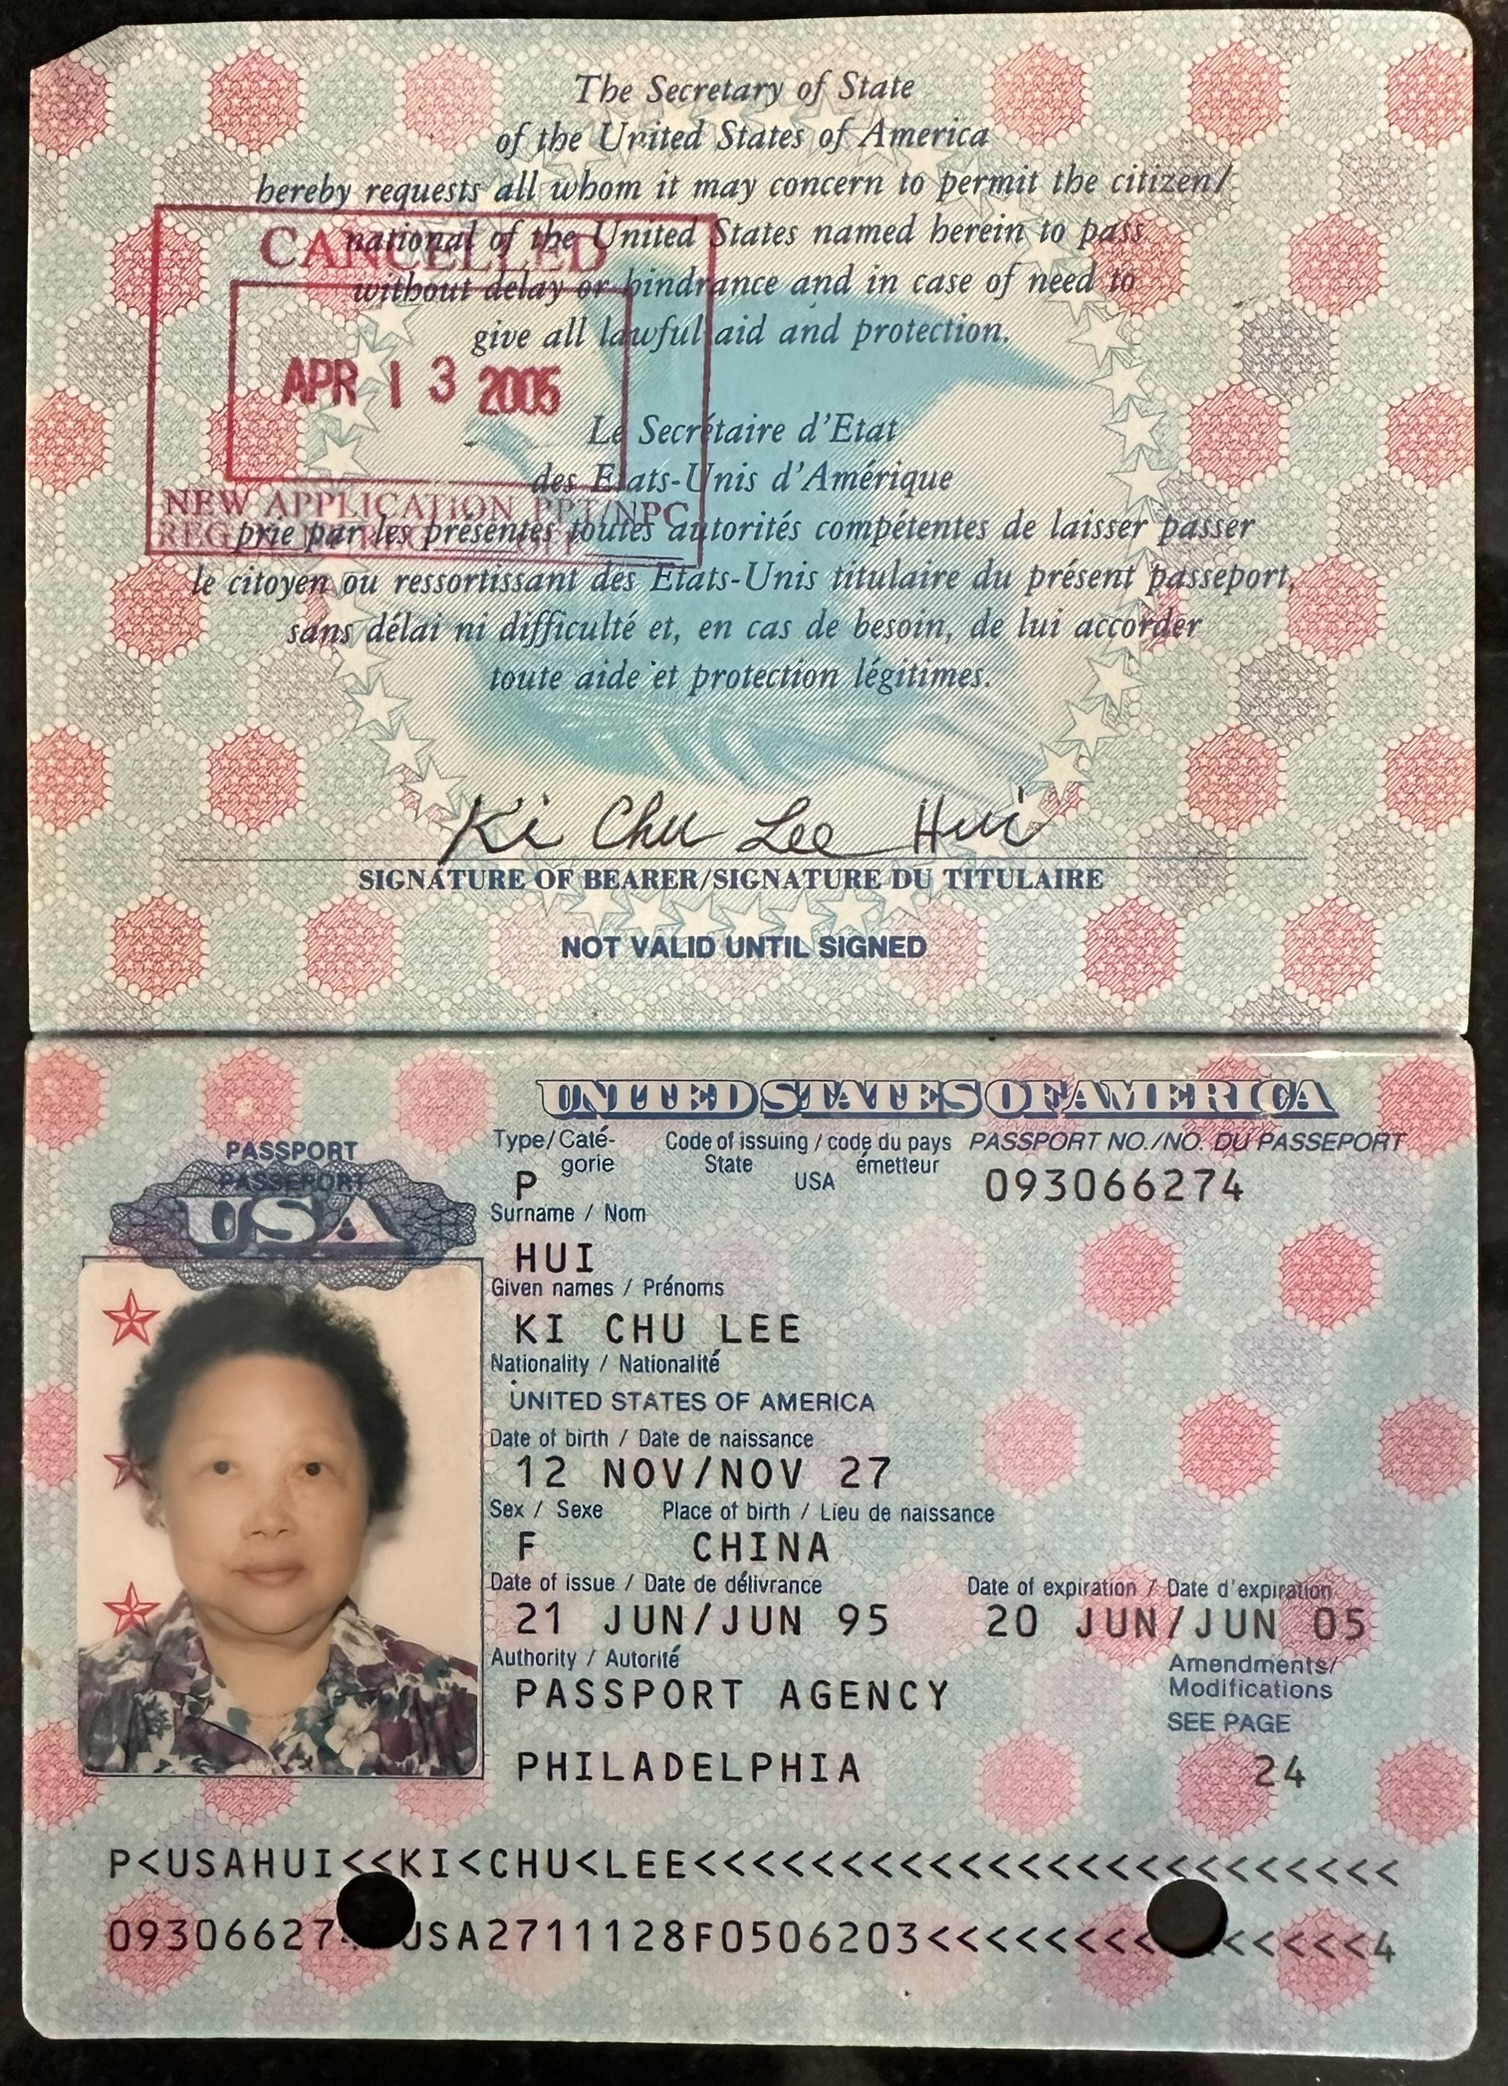 The Secretary of State
of the United States of America
hereby requests all whom it may concern to permit the citizen/
national of the United States named herein to pass
without delay or hindrance and in case of need to
give all lawful aid and protection.
CANCELLED
APR 13 2005
NEW APPLICATION PPT/NPC
Le Secrétaire d'Etat
des Etats-Unis d'Amérique
prie par les présentes toutes autorités compétentes de laisser passer
le citoyen ou ressortissant des Etats-Unis titulaire du présent passeport,
sans délai ni difficulté et, en cas de besoin, de lui accorder
toute aide et protection légitimes.
Ki Chu Lee Hui
SIGNATURE OF BEARER/SIGNATURE DU TITULAIRE
NOT VALID UNTIL SIGNED
UNITED STATES OF AMERICA
PASSPORT
PASSEPORT
USA
Type/Caté-
gorie
P
Code of issuing / code du pays
State émetteur
USA
PASSPORT NO./NO. DU PASSEPORT
093066274
Surname / Nom
HUI
Given names / Prénoms
KI CHU LEE
Nationality / Nationalité
UNITED STATES OF AMERICA
Date of birth / Date de naissance
12 NOV/NOV 27
Sex / Sexe Place of birth / Lieu de naissance
F CHINA
Date of issue / Date de délivrance Date of expiration / Date d'expiration
21 JUN/JUN 95 20 JUN/JUN 05
Authority / Autorité
PASSPORT AGENCY
PHILADELPHIA
Amendments/
Modifications
SEE PAGE
24
P<USAHUI<<KI<CHU<LEE<<<<<<<<<<<<<<<<<<<<<<<<
09306627 USA2711128F0506203<<<<<<<< <<<<<4